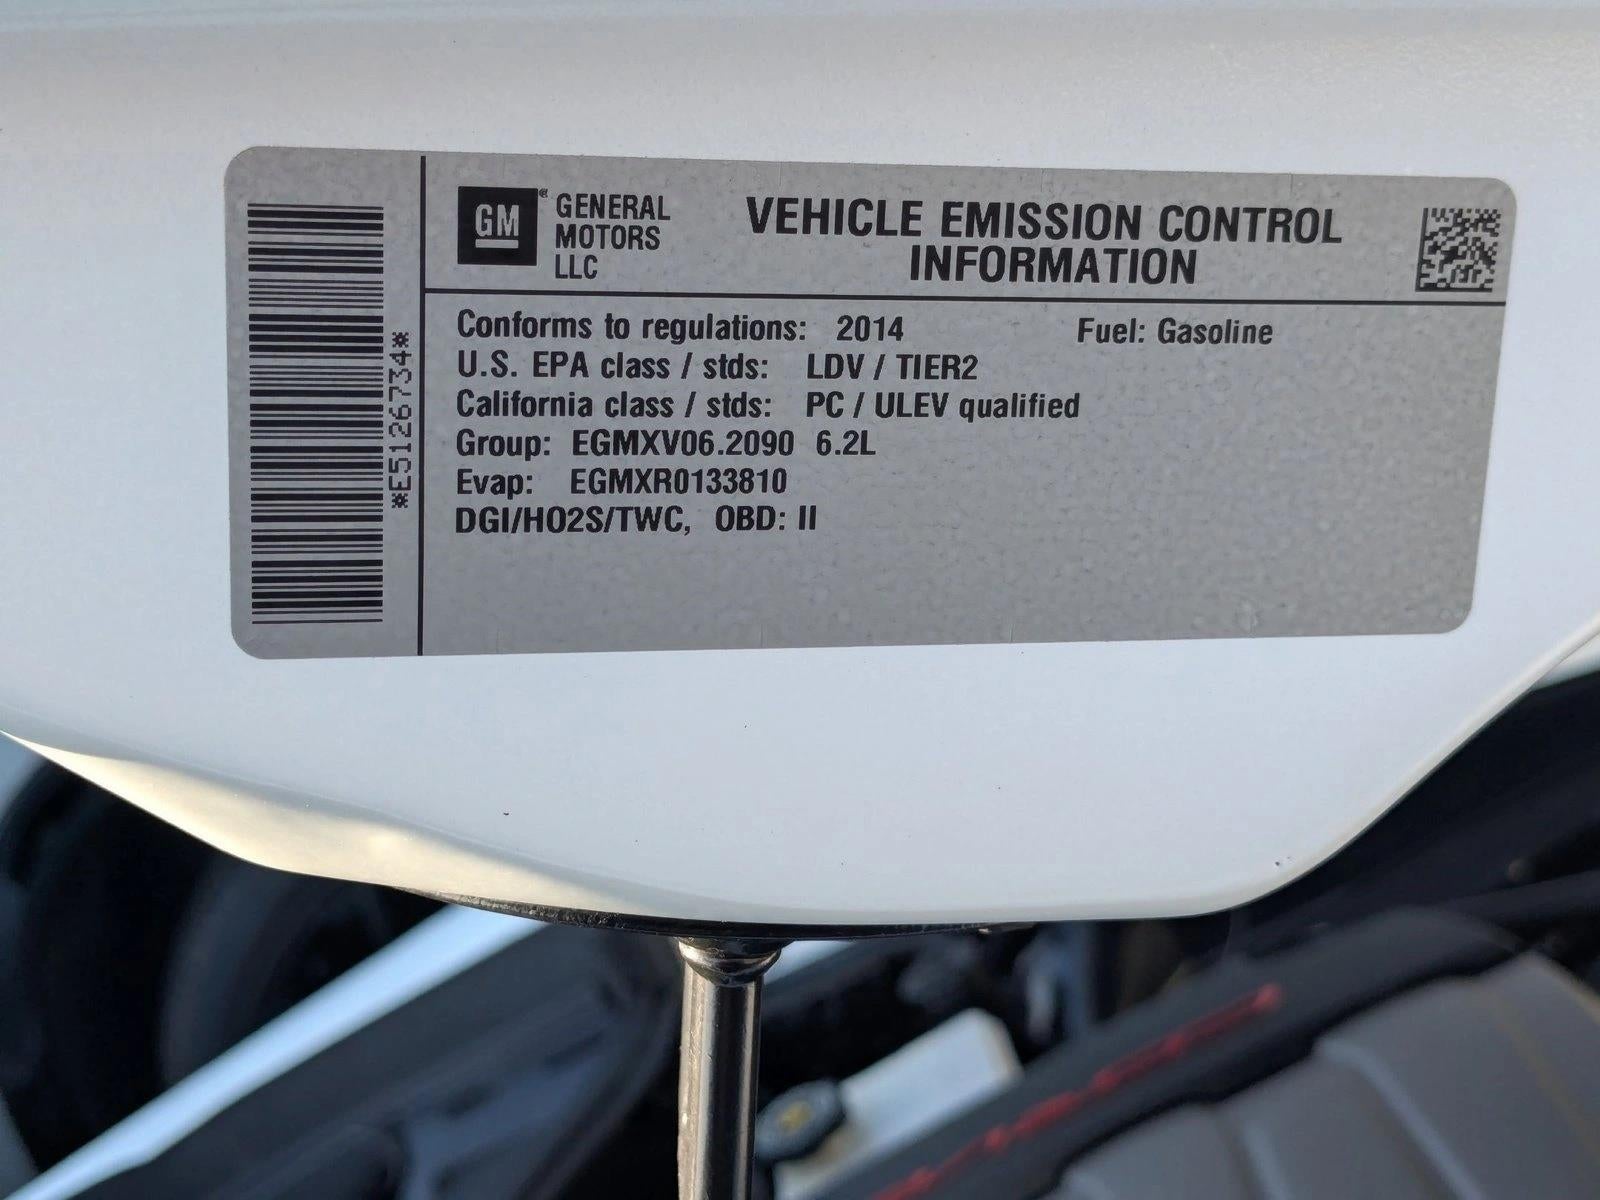 *E5126734*
GM
GENERAL
MOTORS
LLC
VEHICLE EMISSION CONTROL
INFORMATION
Conforms to regulations: 2014 Fuel: Gasoline
U.S. EPA class / stds: LDV / TIER2
California class / stds: PC / ULEV qualified
Group: EGMXV06.2090 6.2L
Evap: EGMXR0133810
DGI/HO2S/TWC, OBD: II